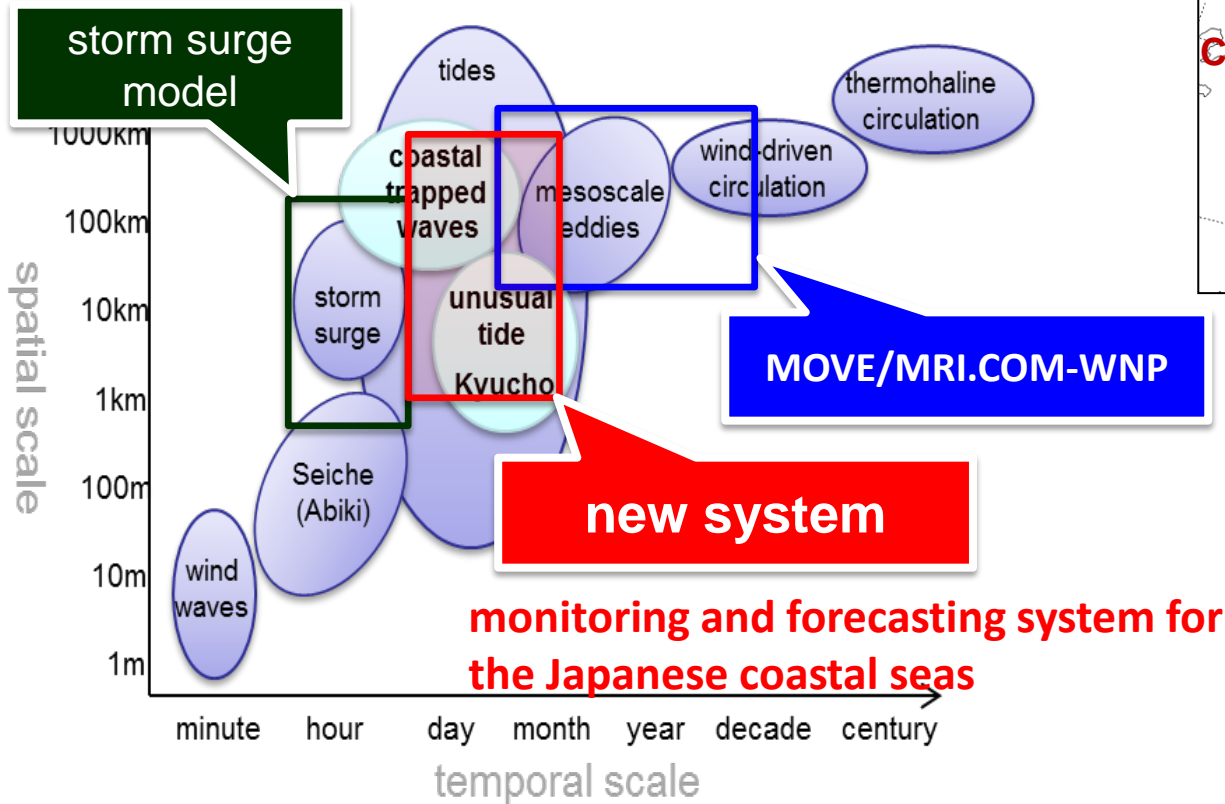 storm surge
model
tides
thermohaline
circulation
1000km
coastal
trapped
waves
mesoscale
eddies
wind-driven
circulation
100km
storm
surge
10km
unusual
tide
Kyucho
MOVE/MRI.COM-WNP
1km
spatial scale
Seiche
(Abiki)
100m
new system
10m
wind
waves
monitoring and forecasting system for
the Japanese coastal seas
1m
minute hour day month year decade century
temporal scale
C